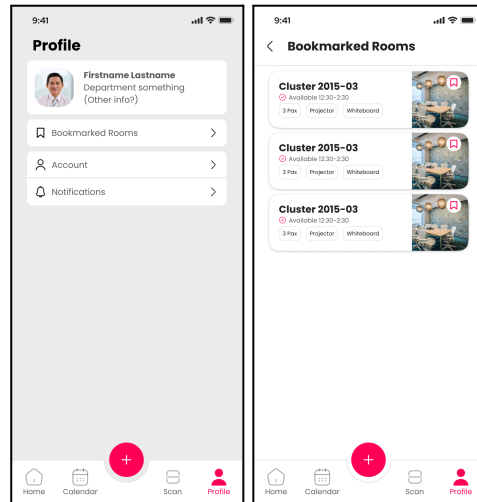 9:41
Profile
Firstname Lastname
Department something
(Other info?)
Bookmarked Rooms
Account
Notifications
Home
Calendar
Scan
Profile
9:41
Bookmarked Rooms
Cluster 2015-03
Available 12:30-2:30
3 Pax
Projector
Whiteboard
Cluster 2015-03
Available 12:30-2:30
3 Pax
Projector
Whiteboard
Cluster 2015-03
Available 12:30-2:30
3 Pax
Projector
Whiteboard
Home
Calendar
Scan
Profile